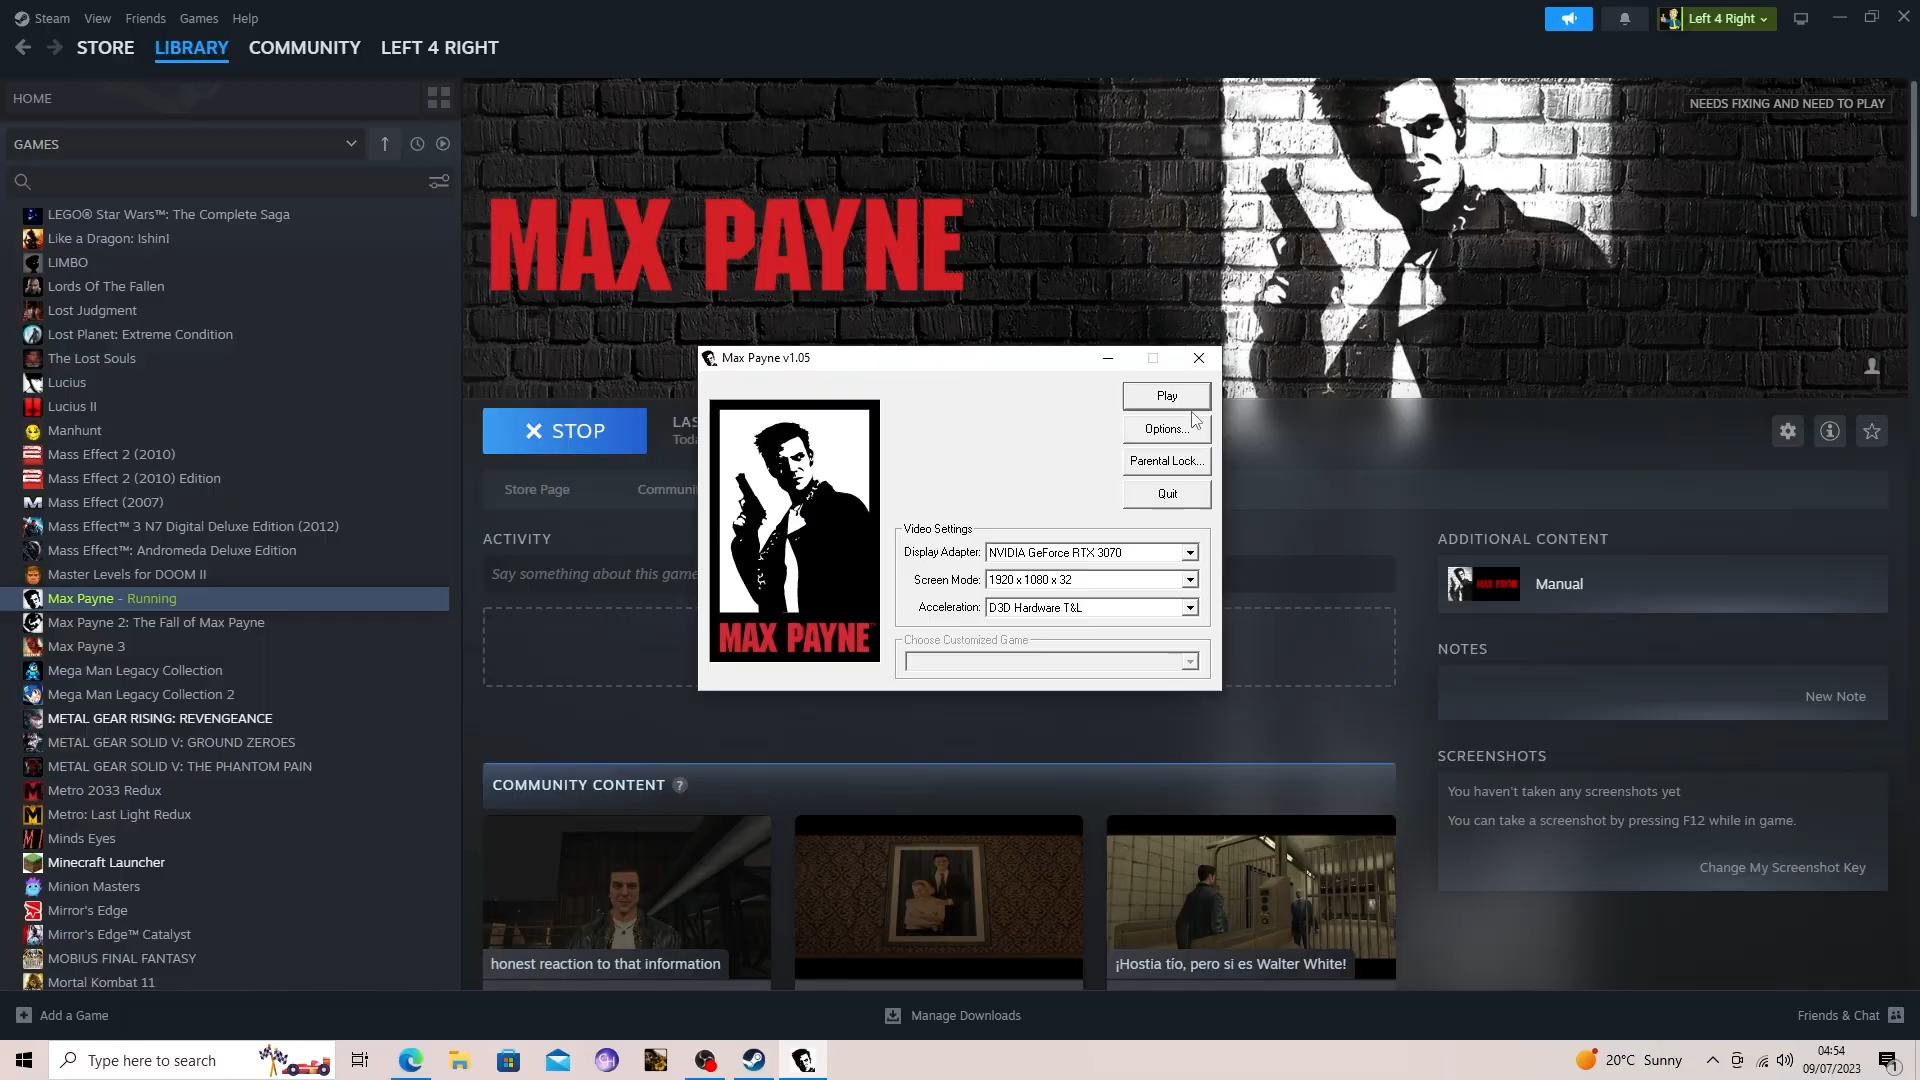 Steam View Friends Games Help
Left 4 Right
STORE LIBRARY COMMUNITY LEFT 4 RIGHT
HOME
NEEDS FIXING AND NEED TO PLAY
GAMES
LEGO® Star Wars™: The Complete Saga
Like a Dragon: Ishin!
LIMBO
Lords Of The Fallen
Lost Judgment
Lost Planet: Extreme Condition
The Lost Souls
Lucius
Lucius II
Manhunt
Mass Effect 2 (2010)
Mass Effect 2 (2010) Edition
Mass Effect (2007)
Mass Effect™ 3 N7 Digital Deluxe Edition (2012)
Mass Effect™: Andromeda Deluxe Edition
Master Levels for DOOM II
Max Payne - Running
Max Payne 2: The Fall of Max Payne
Max Payne 3
Mega Man Legacy Collection
Mega Man Legacy Collection 2
METAL GEAR RISING: REVENGEANCE
METAL GEAR SOLID V: GROUND ZEROES
METAL GEAR SOLID V: THE PHANTOM PAIN
Metro 2033 Redux
Metro: Last Light Redux
Minds Eyes
Minecraft Launcher
Minion Masters
Mirror's Edge
Mirror's Edge™ Catalyst
MOBIUS FINAL FANTASY
Mortal Kombat 11
MAX PAYNE™
STOP
LAS
Toda
Store Page
Communi
ACTIVITY
Say something about this game
Max Payne v1.05
Play
Options...
Parental Lock...
Quit
MAX PAYNE™
Video Settings
Display Adapter: NVIDIA GeForce RTX 3070
Screen Mode: 1920 x 1080 x 32
Acceleration: D3D Hardware T&L
Choose Customized Game
COMMUNITY CONTENT ?
honest reaction to that information
¡Hostia tío, pero si es Walter White!
ADDITIONAL CONTENT
MAX PAYNE
Manual
NOTES
New Note
SCREENSHOTS
You haven't taken any screenshots yet
You can take a screenshot by pressing F12 while in game.
Change My Screenshot Key
Add a Game
Manage Downloads
Friends & Chat
Type here to search
20°C Sunny
04:54
09/07/2023
1